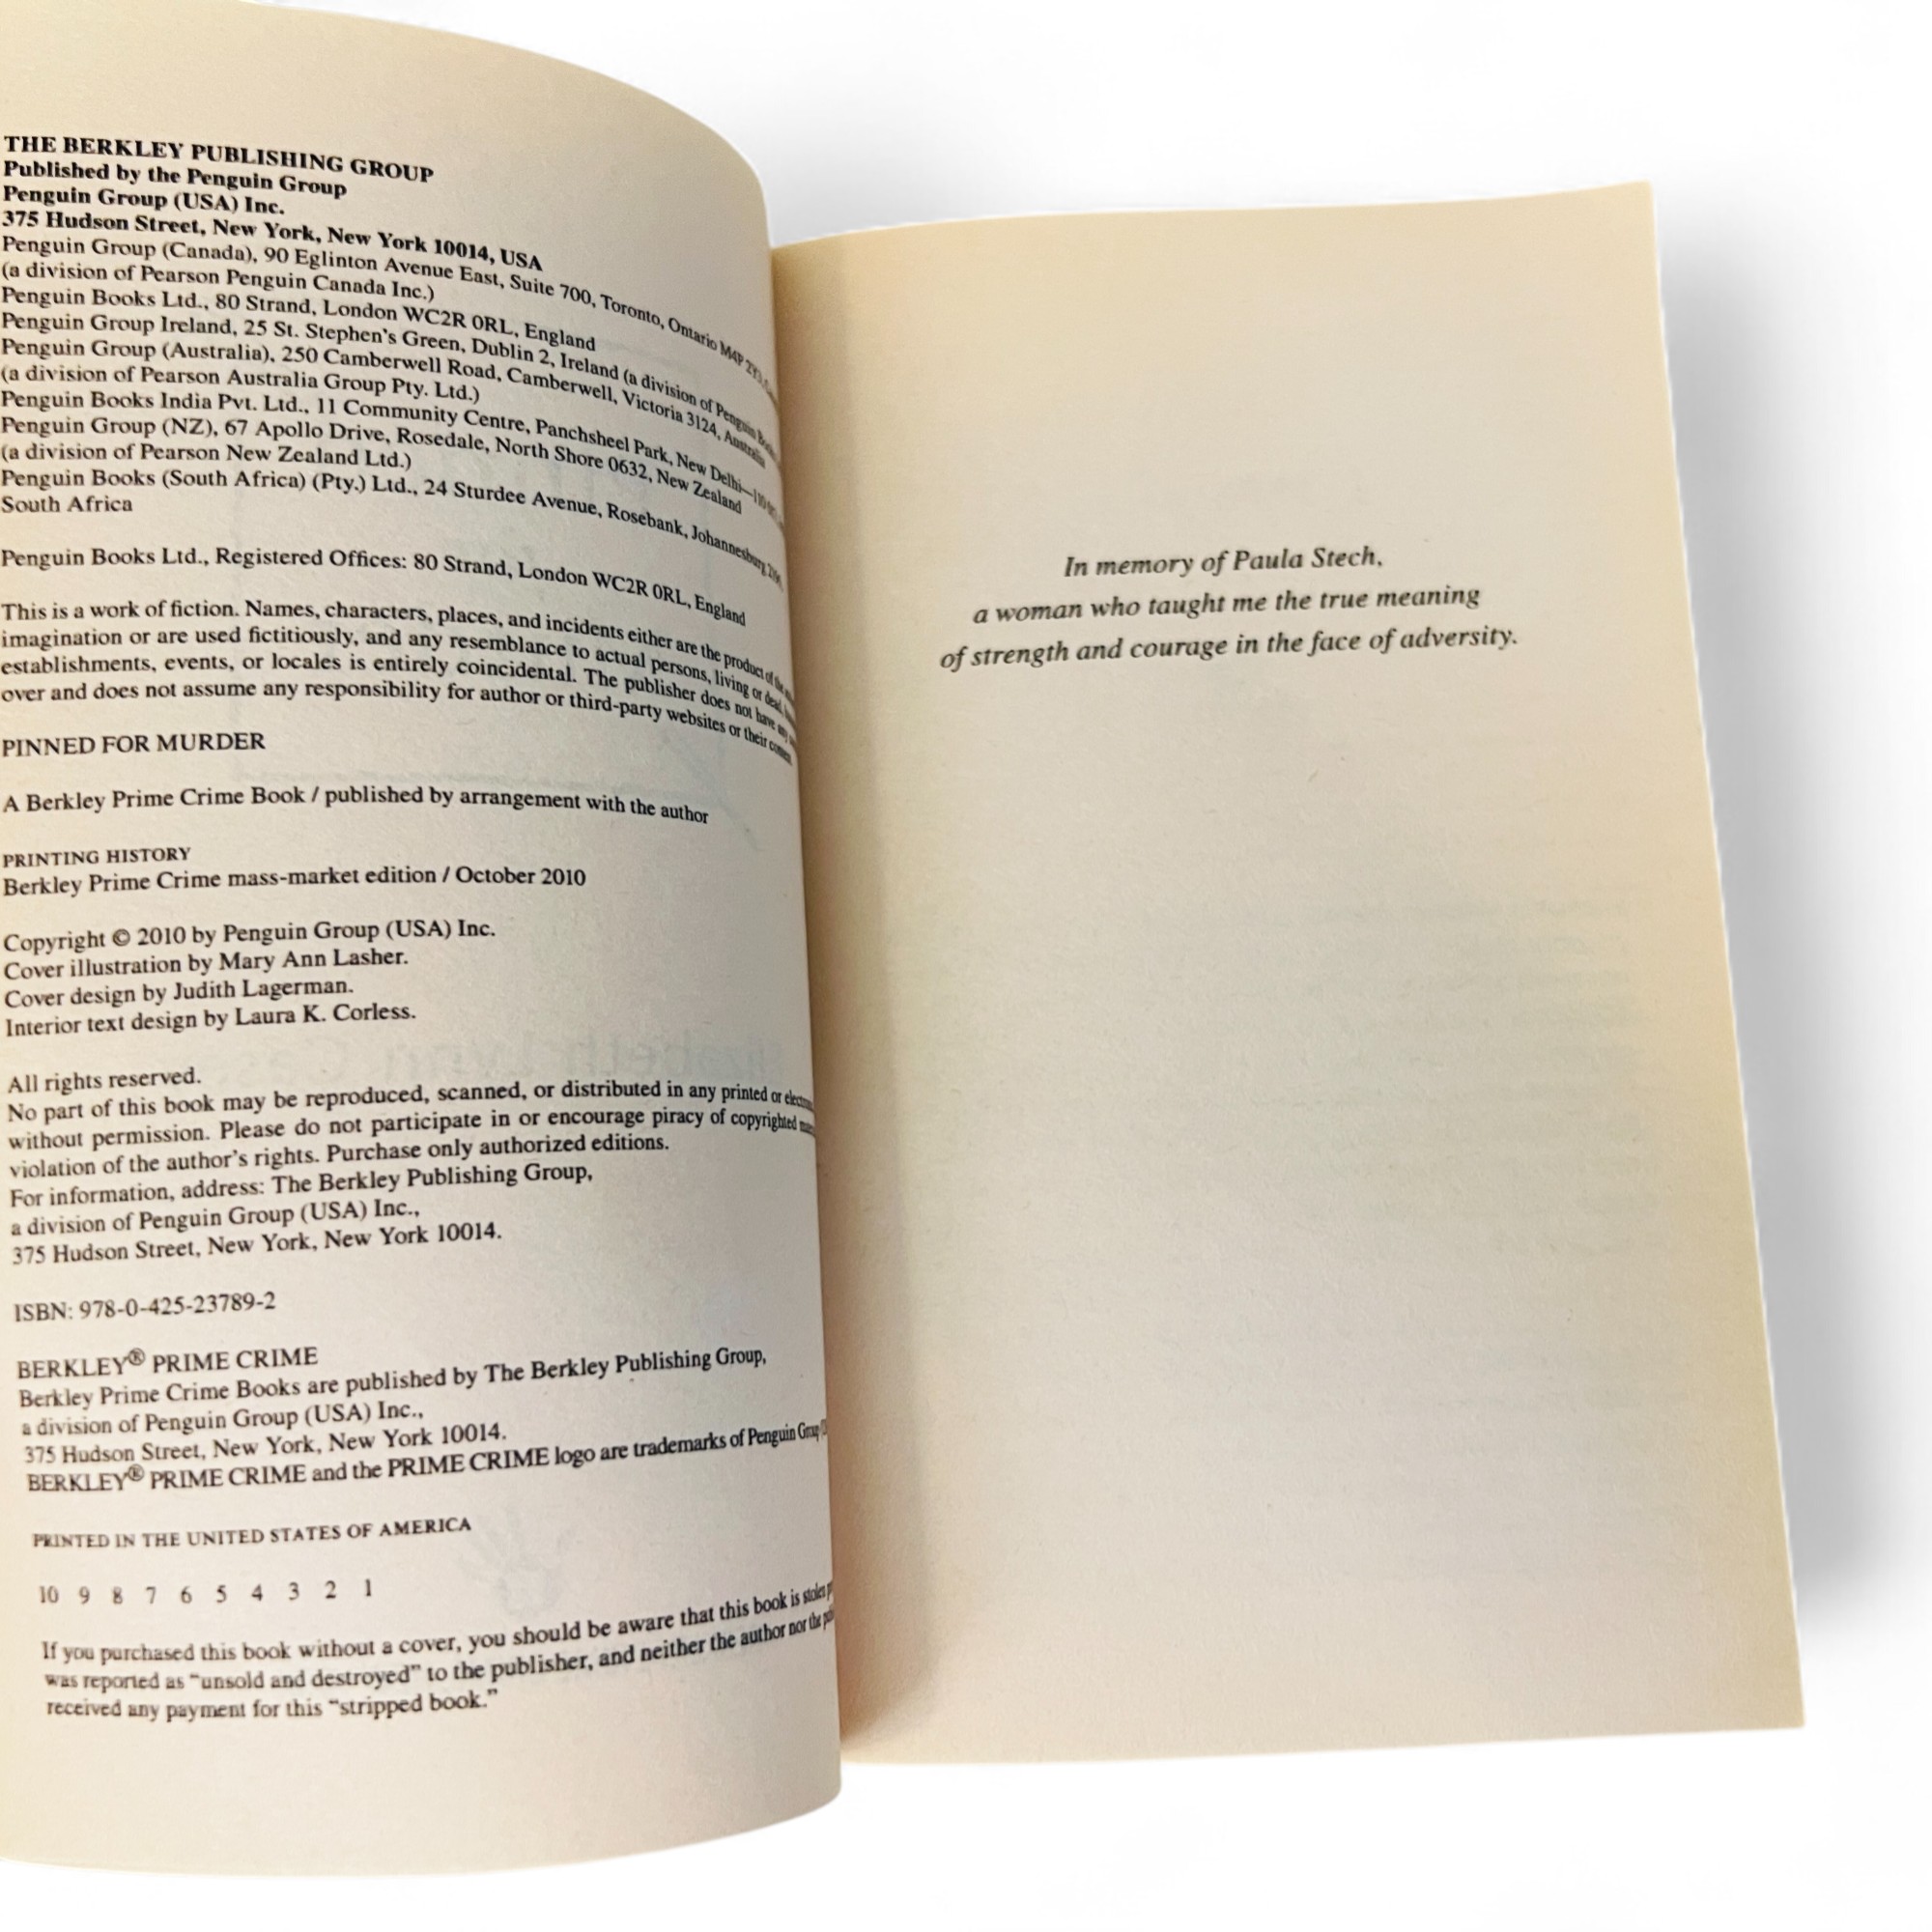 THE BERKLEY PUBLISHING GROUP
Published by the Penguin Group
Penguin Group (USA) Inc.
375 Hudson Street, New York, New York 10014, USA
Penguin Group (Canada), 90 Eglinton Avenue East, Suite 700, Toronto, Ontario M4P 2Y3,
(a division of Pearson Penguin Canada Inc.)
Penguin Books Ltd., 80 Strand, London WC2R 0RL, England
Penguin Group Ireland, 25 St. Stephen's Green, Dublin 2, Ireland (a division of Penguin Books
Penguin Group (Australia), 250 Camberwell Road, Camberwell, Victoria 3124, Australia
(a division of Pearson Australia Group Pty. Ltd.)
Penguin Books India Pvt. Ltd., 11 Community Centre, Panchsheel Park, New Delhi—110
Penguin Group (NZ), 67 Apollo Drive, Rosedale, North Shore 0632, New Zealand
(a division of Pearson New Zealand Ltd.)
Penguin Books (South Africa) (Pty.) Ltd., 24 Sturdee Avenue, Rosebank, Johannesburg
South Africa
Penguin Books Ltd., Registered Offices: 80 Strand, London WC2R 0RL, England
This is a work of fiction. Names, characters, places, and incidents either are the product of the
imagination or are used fictitiously, and any resemblance to actual persons, living or dead,
establishments, events, or locales is entirely coincidental. The publisher does not have any
over and does not assume any responsibility for author or third-party websites or their content.
PINNED FOR MURDER
A Berkley Prime Crime Book / published by arrangement with the author
PRINTING HISTORY
Berkley Prime Crime mass-market edition / October 2010
Copyright © 2010 by Penguin Group (USA) Inc.
Cover illustration by Mary Ann Lasher.
Cover design by Judith Lagerman.
Interior text design by Laura K. Corless.
All rights reserved.
No part of this book may be reproduced, scanned, or distributed in any printed or
without permission. Please do not participate in or encourage piracy of copyrighted
violation of the author's rights. Purchase only authorized editions.
For information, address: The Berkley Publishing Group,
a division of Penguin Group (USA) Inc.,
375 Hudson Street, New York, New York 10014.
ISBN: 978-0-425-23789-2
BERKLEY® PRIME CRIME
Berkley Prime Crime Books are published by The Berkley Publishing Group,
a division of Penguin Group (USA) Inc.,
375 Hudson Street, New York, New York 10014.
BERKLEY® PRIME CRIME and the PRIME CRIME logo are trademarks of Penguin Group
PRINTED IN THE UNITED STATES OF AMERICA
10 9 8 7 6 5 4 3 2 1
If you purchased this book without a cover, you should be aware that this book is stolen
was reported as "unsold and destroyed" to the publisher, and neither the author nor the
received any payment for this "stripped book."
In memory of Paula Stech,
a woman who taught me the true meaning
of strength and courage in the face of adversity.